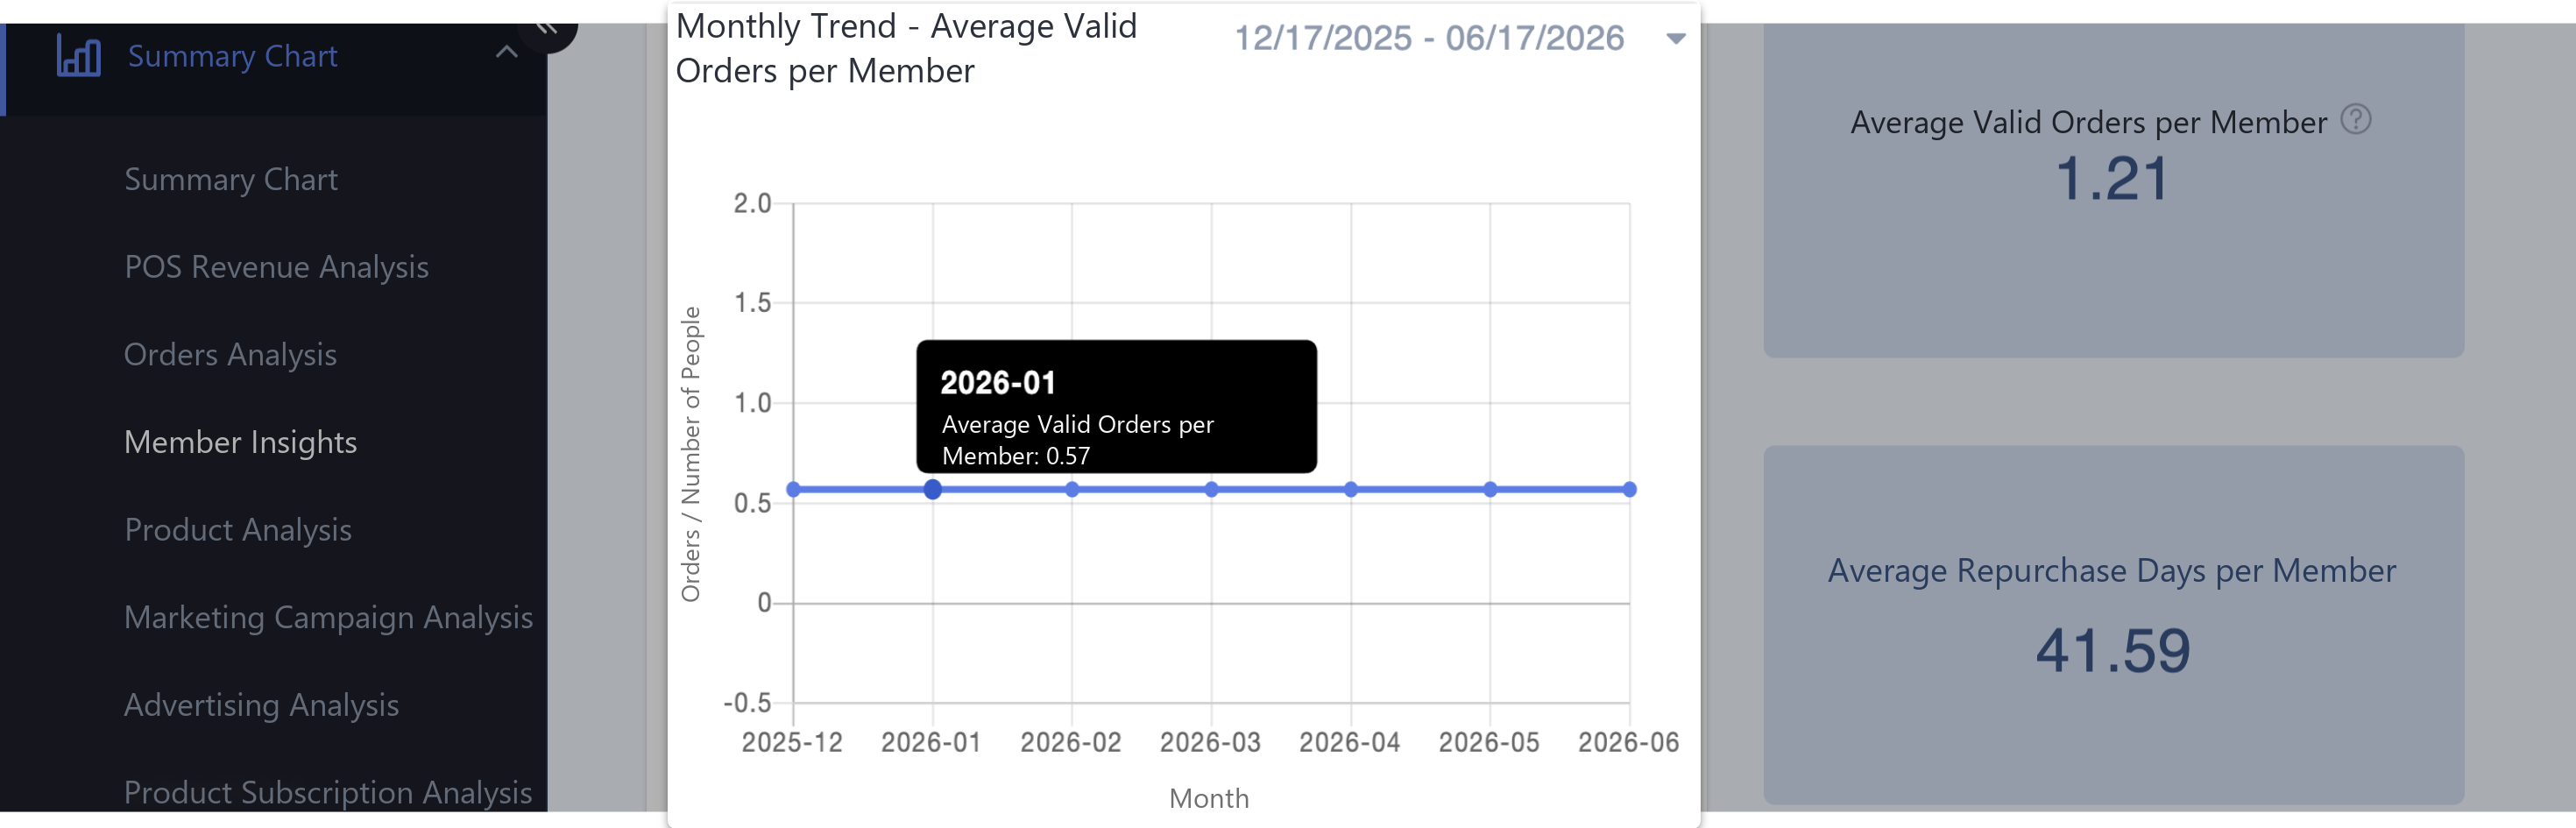 Summary Chart
Summary Chart
POS Revenue Analysis
Orders Analysis
Member Insights
Product Analysis
Marketing Campaign Analysis
Advertising Analysis
Product Subscription Analysis
Monthly Trend - Average Valid
Orders per Member
12/17/2025 - 06/17/2026
Orders / Number of People
2.0
1.5
1.0
0.5
0
-0.5
2026-01
Average Valid Orders per
Member: 0.57
2025-12 2026-01 2026-02 2026-03 2026-04 2026-05 2026-06
Month
Average Valid Orders per Member ?
1.21
Average Repurchase Days per Member
41.59